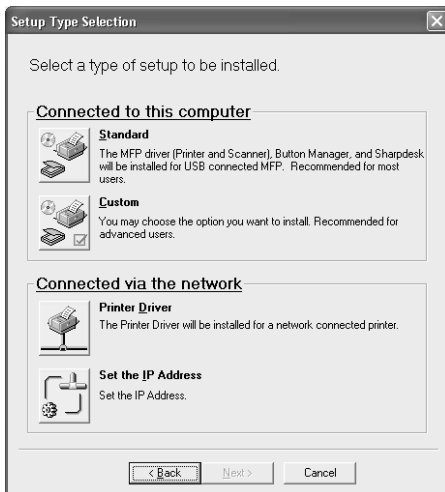 Setup Type Selection
Select a type of setup to be installed.
Connected to this computer
Standard
The MFP driver (Printer and Scanner), Button Manager, and Sharpdesk
will be installed for USB connected MFP. Recommended for most
users.
Custom
You may choose the option you want to install. Recommended for
advanced users.
Connected via the network
Printer Driver
The Printer Driver will be installed for a network connected printer.
Set the IP Address
Set the IP Address.
< Back
Next >
Cancel